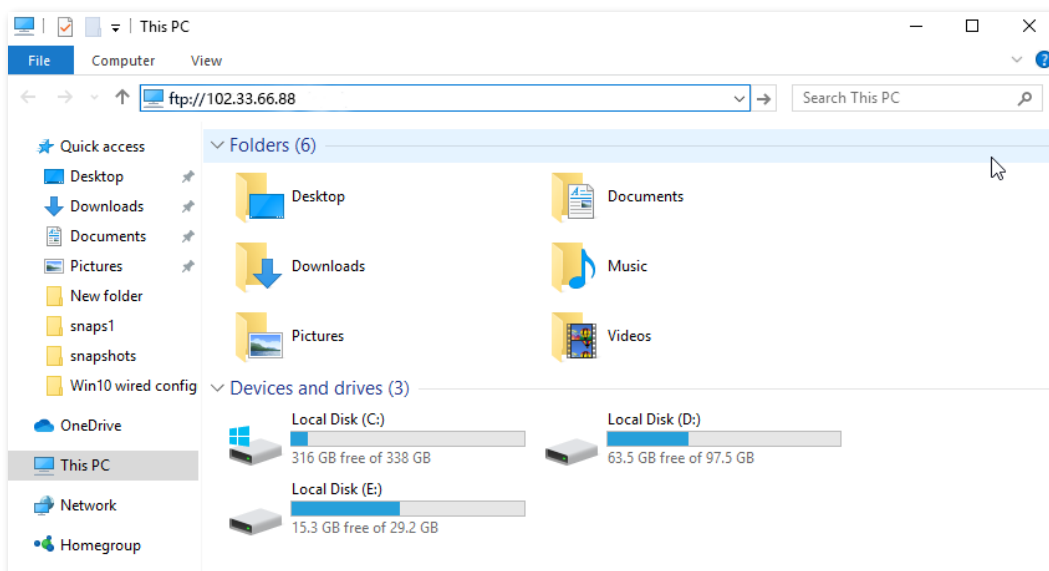 This PC
File Computer View
ftp://102.33.66.88 Search This PC
Quick access
Desktop
Downloads
Documents
Pictures
New folder
snaps1
snapshots
Win10 wired config
OneDrive
This PC
Network
Homegroup
Folders (6)
Desktop Documents
Downloads Music
Pictures Videos
Devices and drives (3)
Local Disk (C:) Local Disk (D:)
316 GB free of 338 GB 63.5 GB free of 97.5 GB
Local Disk (E:)
15.3 GB free of 29.2 GB